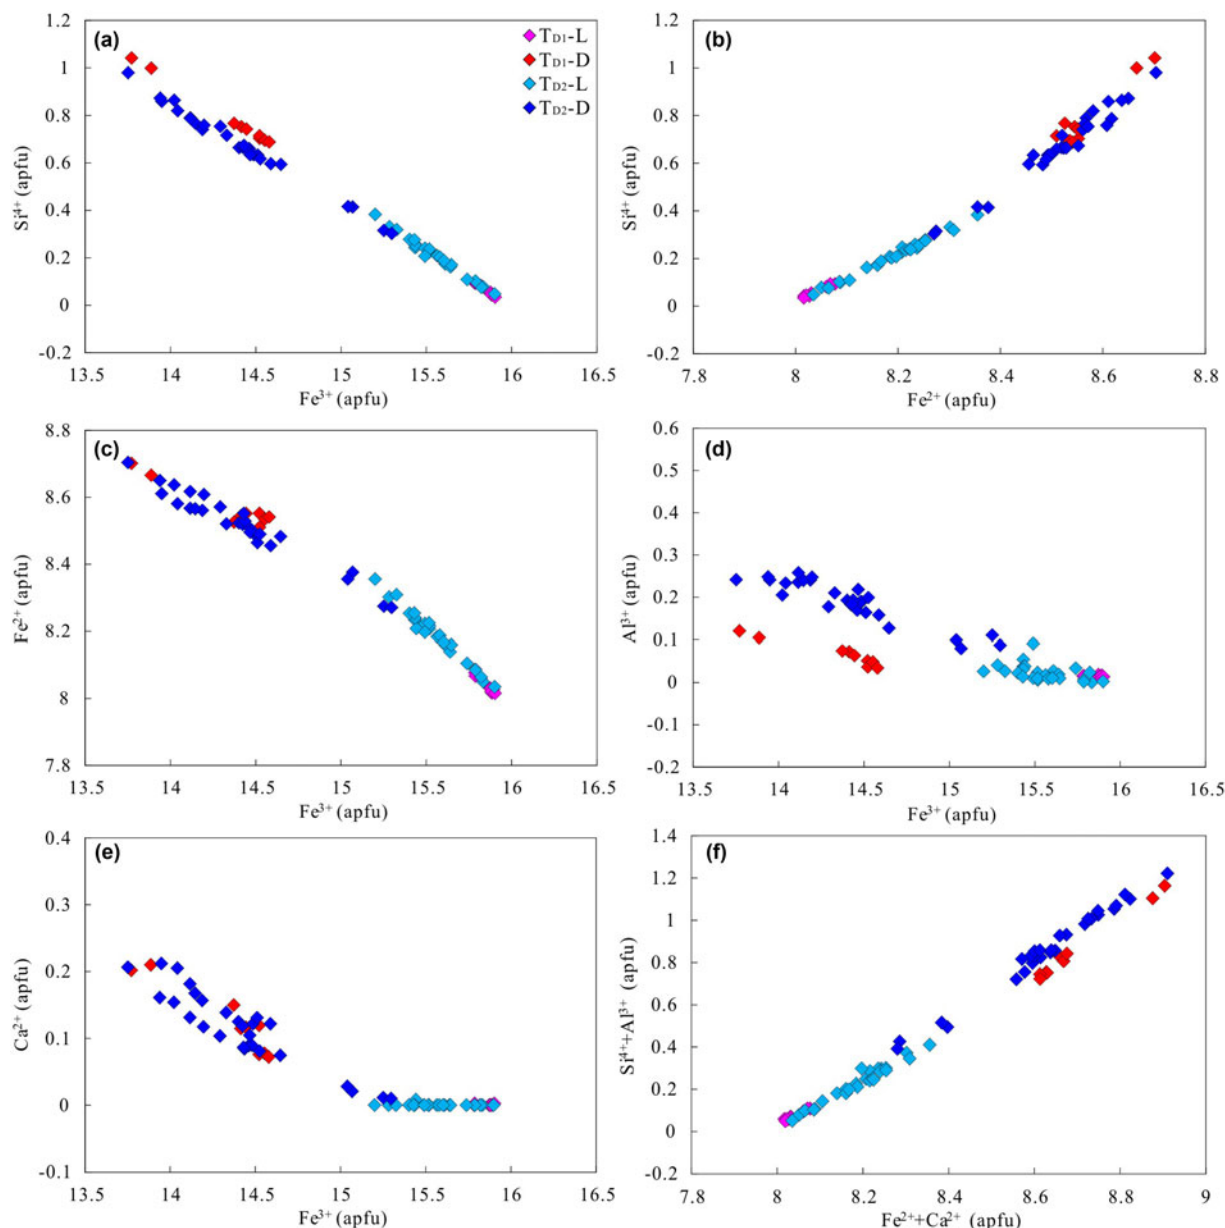 (a)
1.2
1
0.8
0.6
0.4
0.2
0
-0.2
Si⁴⁺ (apfu)
13.5 14 14.5 15 15.5 16 16.5
Fe³⁺ (apfu)
T_D1-L
T_D1-D
T_D2-L
T_D2-D
(b)
1.2
1
0.8
0.6
0.4
0.2
0
-0.2
Si⁴⁺ (apfu)
7.8 8 8.2 8.4 8.6 8.8
Fe²⁺ (apfu)
(c)
8.8
8.6
8.4
8.2
8.0
7.8
Fe²⁺ (apfu)
13.5 14 14.5 15 15.5 16 16.5
Fe³⁺ (apfu)
(d)
0.6
0.5
0.4
0.3
0.2
0.1
0
-0.1
-0.2
Al³⁺ (apfu)
13.5 14 14.5 15 15.5 16 16.5
Fe³⁺ (apfu)
(e)
0.4
0.3
0.2
0.1
0
-0.1
Ca²⁺ (apfu)
13.5 14 14.5 15 15.5 16 16.5
Fe³⁺ (apfu)
(f)
1.4
1.2
1
0.8
0.6
0.4
0.2
0
-0.2
Si⁴⁺+Al³⁺ (apfu)
7.8 8 8.2 8.4 8.6 8.8 9
Fe²⁺+Ca²⁺ (apfu)